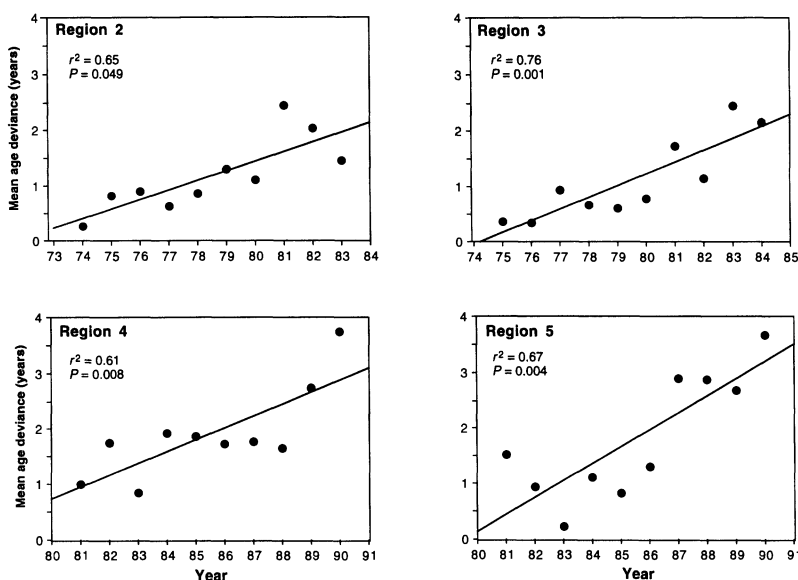 Region 2
r² = 0.65
P = 0.049
Mean age deviance (years)
4
3
2
1
0
73 74 75 76 77 78 79 80 81 82 83 84
Region 3
r² = 0.76
P = 0.001
4
3
2
1
0
74 75 76 77 78 79 80 81 82 83 84 85
Region 4
r² = 0.61
P = 0.008
Mean age deviance (years)
4
3
2
1
0
80 81 82 83 84 85 86 87 88 89 90 91
Year
Region 5
r² = 0.67
P = 0.004
4
3
2
1
0
80 81 82 83 84 85 86 87 88 89 90 91
Year